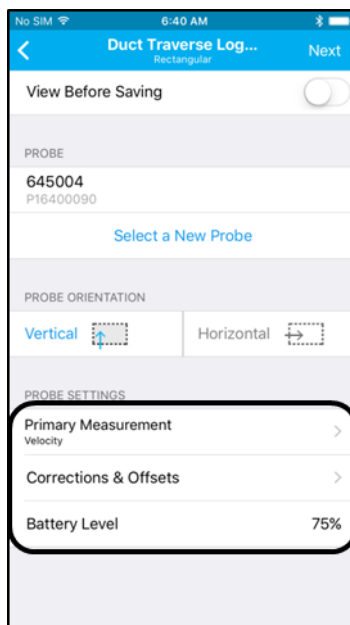 No SIM 6:40 AM
Duct Traverse Log... Next
Rectangular
View Before Saving
PROBE
645004
P16400090
Select a New Probe
PROBE ORIENTATION
Vertical Horizontal
PROBE SETTINGS
Primary Measurement
Velocity
Corrections & Offsets
Battery Level 75%